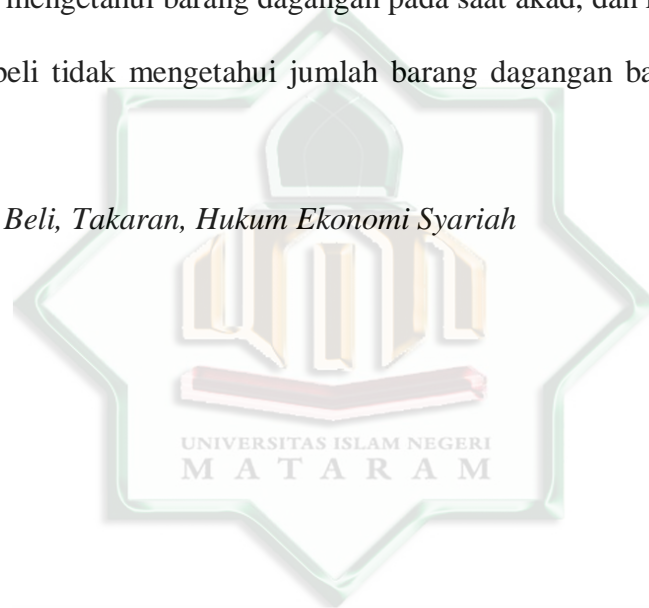 mengetahui barang dagangan pada saat akad, dan
beli tidak mengetahui jumlah barang dagangan ba
Beli, Takaran, Hukum Ekonomi Syariah
UNIVERSITAS ISLAM NEGERI
MATARAM